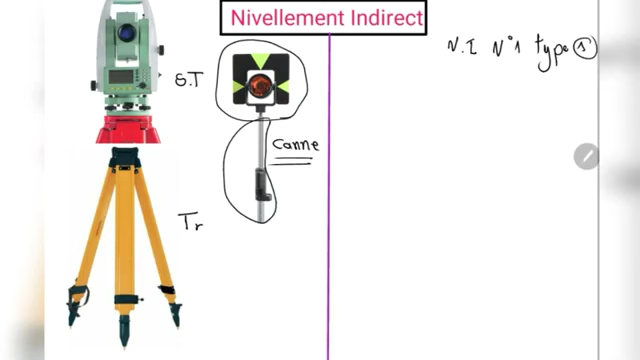 Nivellement Indirect
N.I N°1 type 1
S.T
Canne
Tr